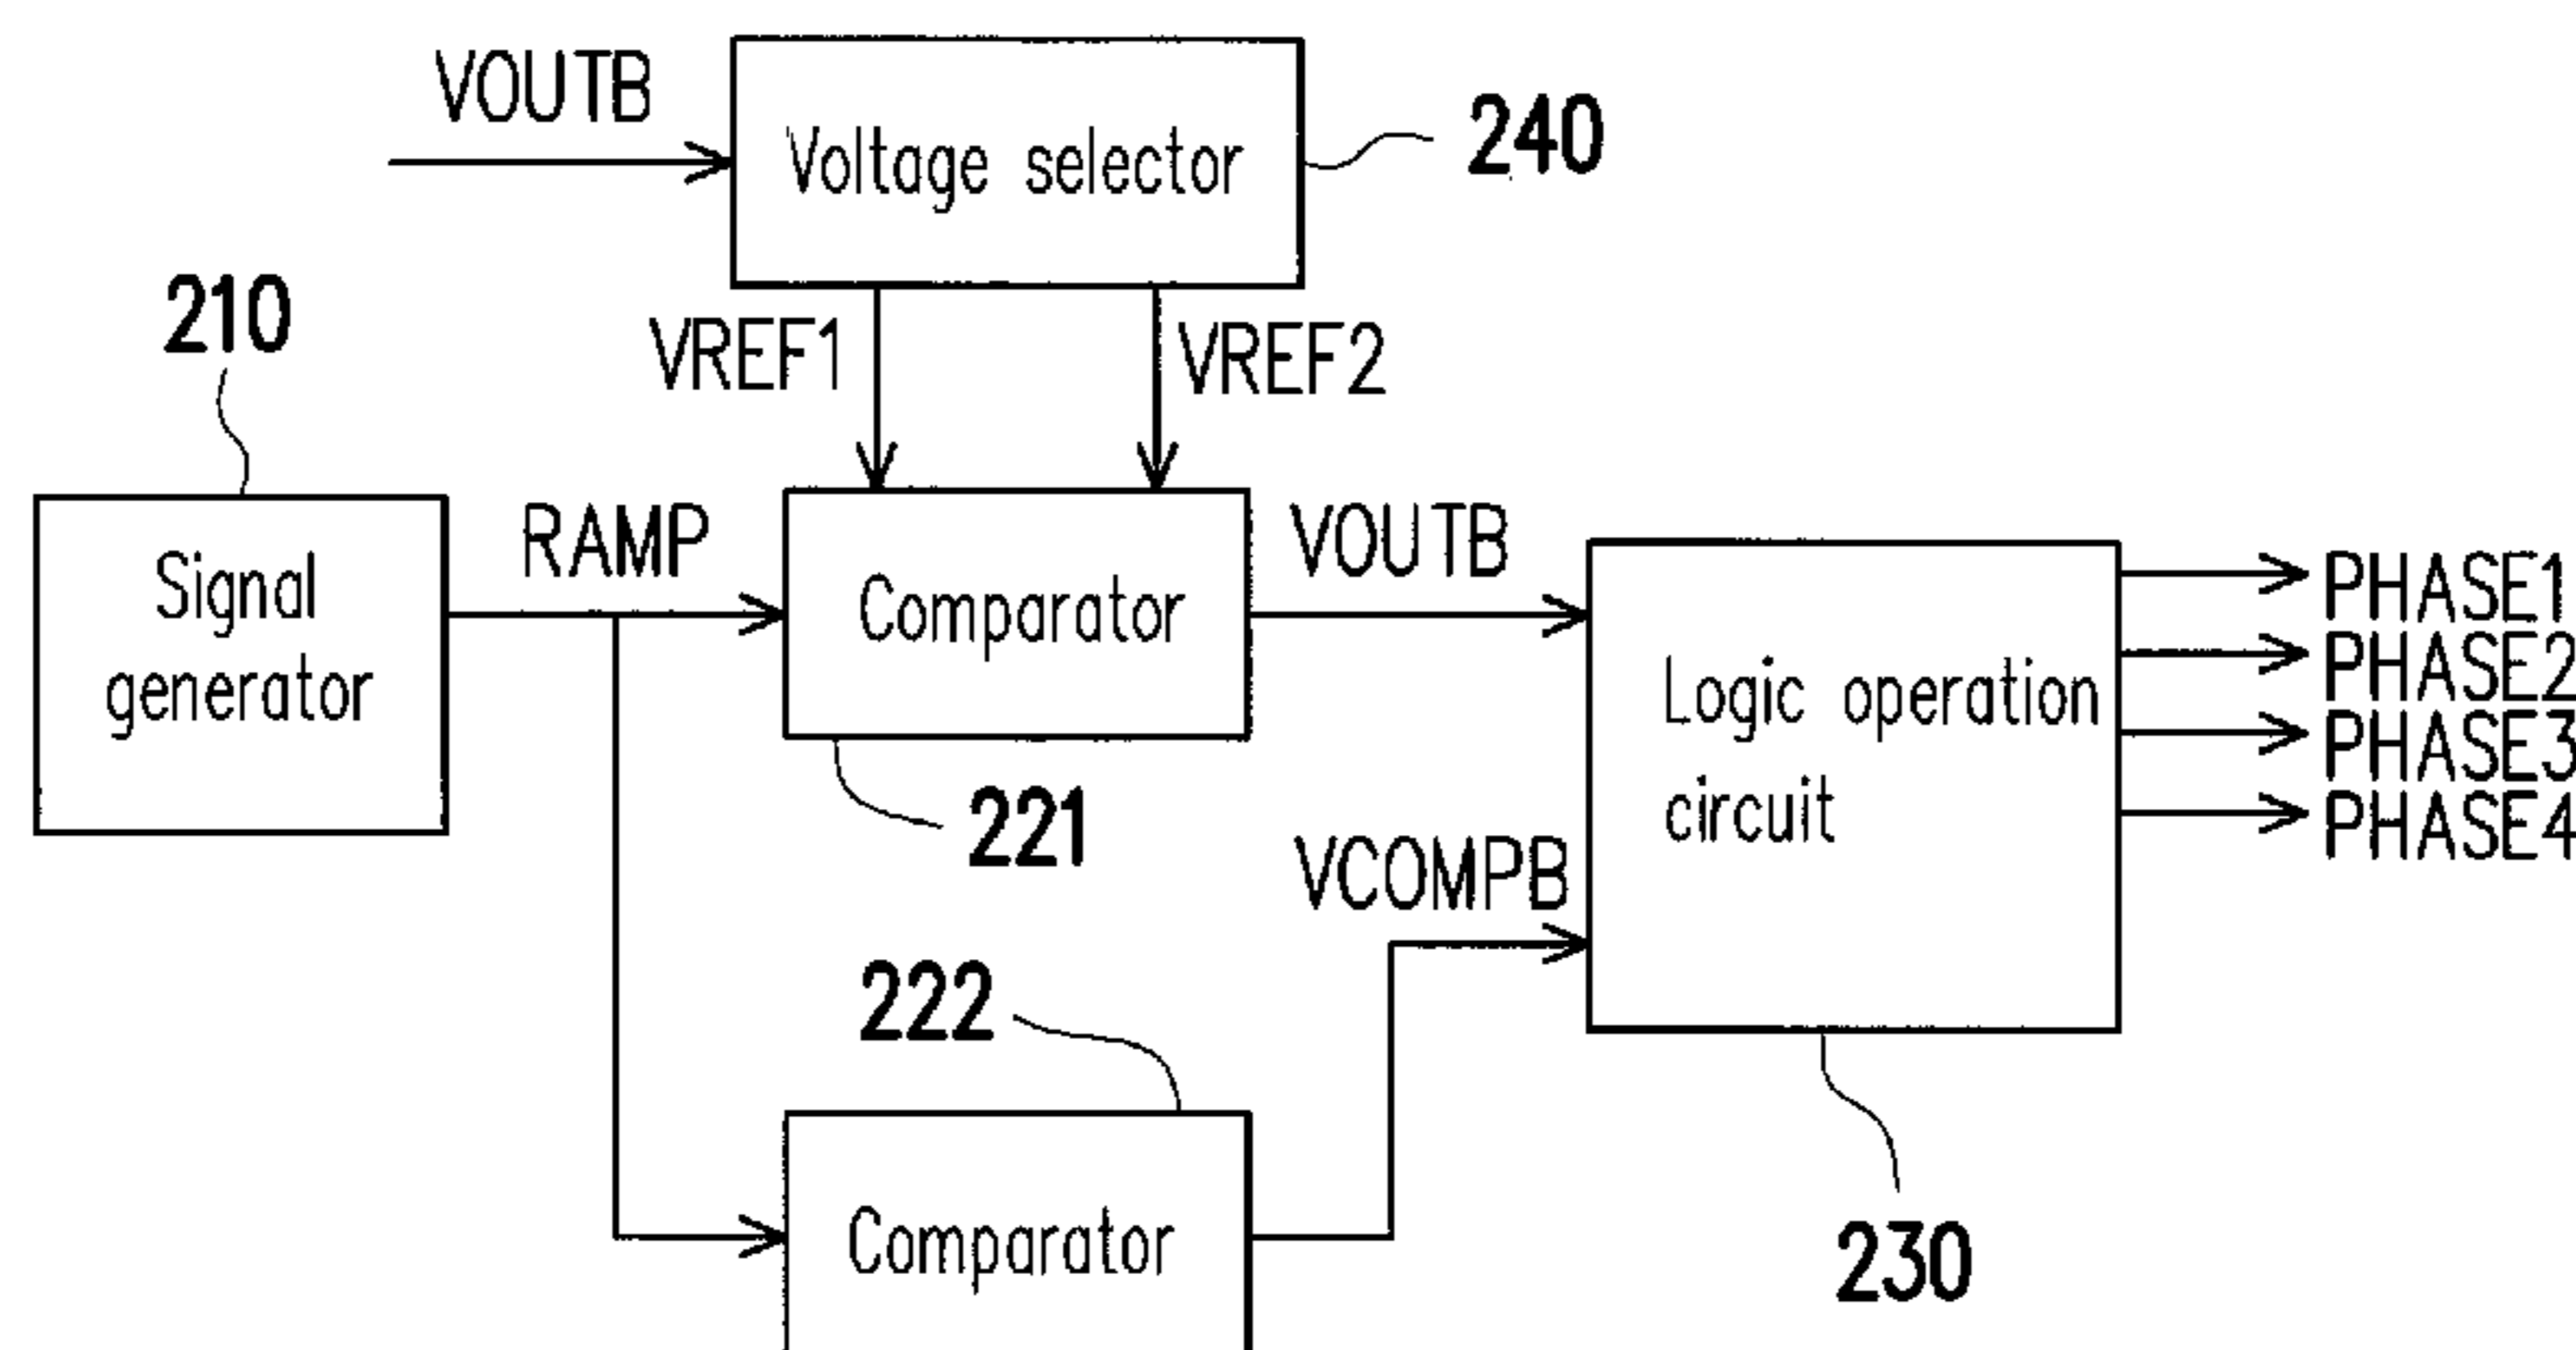 VOUTB
Voltage selector
240
210
VREF1
VREF2
Signal
generator
RAMP
Comparator
221
VOUTB
Logic operation
circuit
PHASE1
PHASE2
PHASE3
PHASE4
VCOMPB
222
Comparator
230